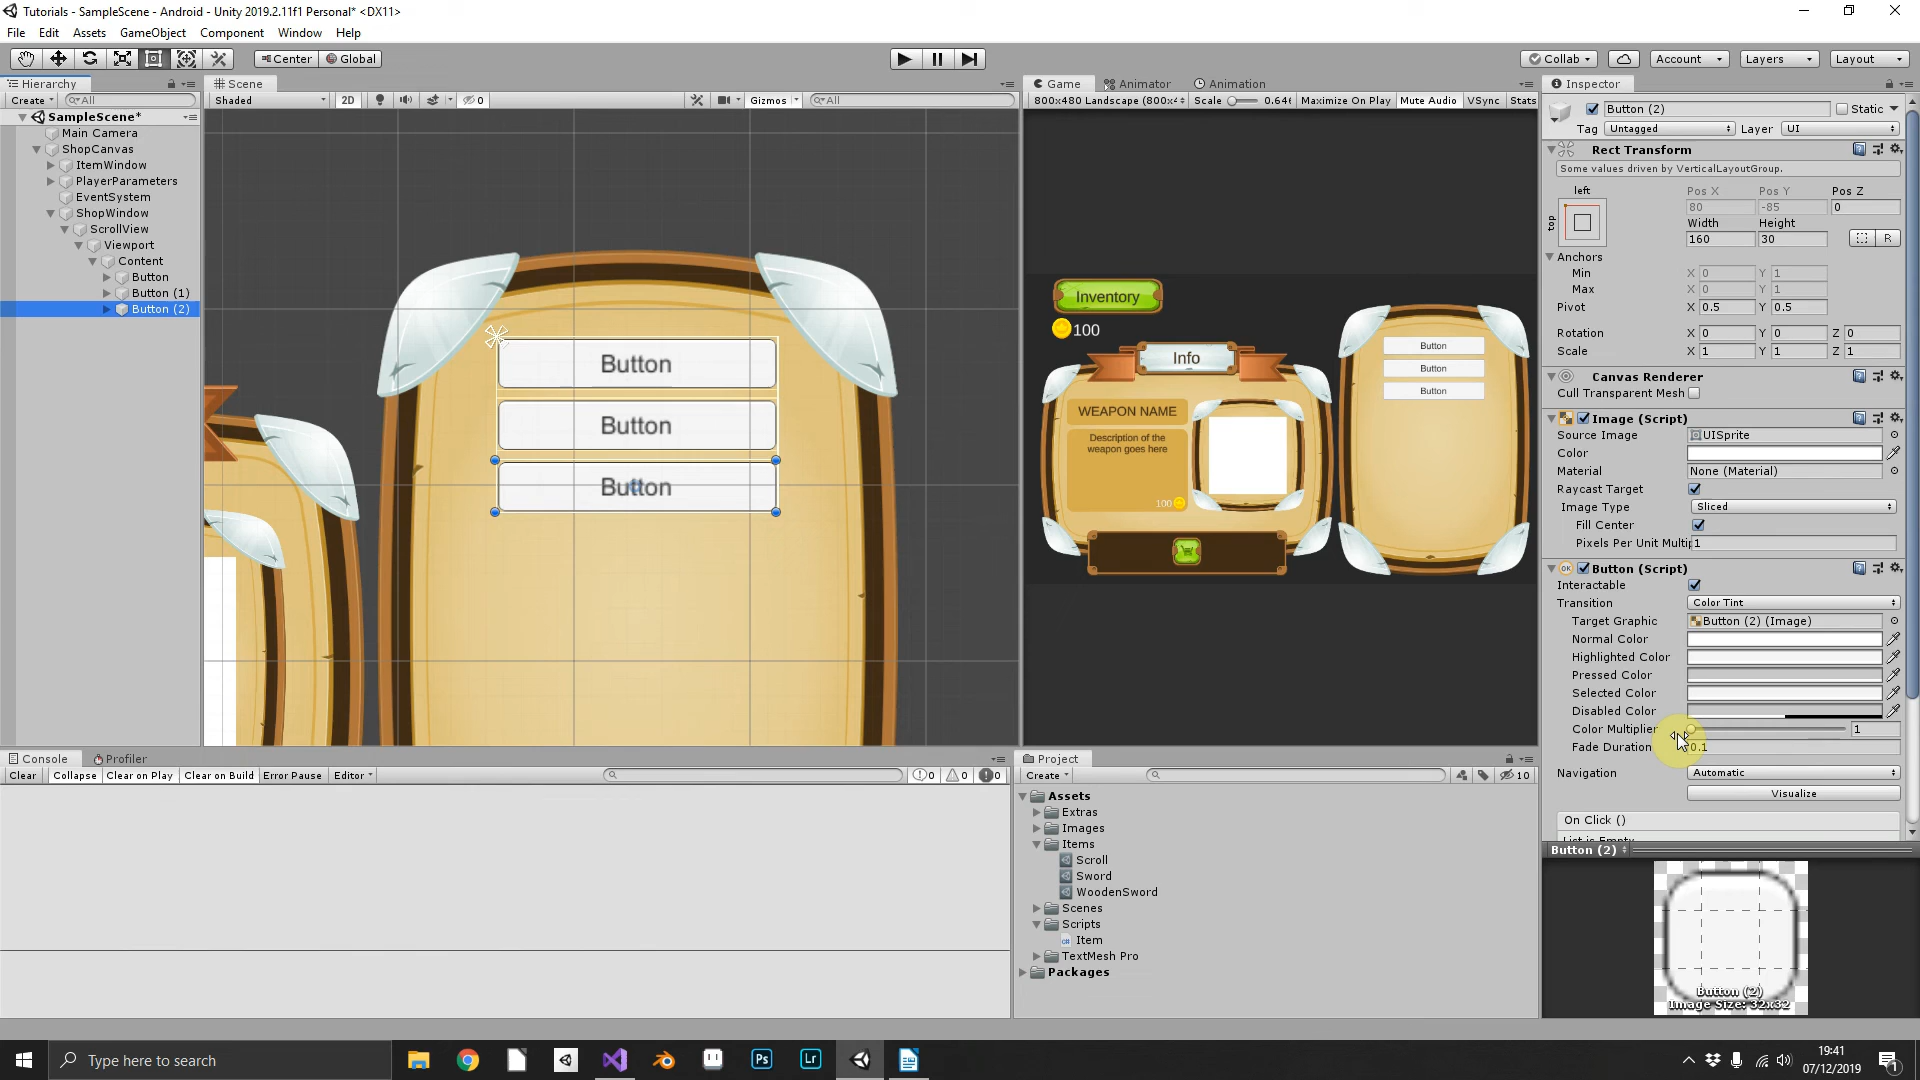 Tutorials - SampleScene - Android - Unity 2019.2.11f1 Personal* <DX11>
File Edit Assets GameObject Component Window Help
Center Global
Collab Account Layers Layout
Hierarchy
Create All
SampleScene*
Main Camera
ShopCanvas
ItemWindow
PlayerParameters
EventSystem
ShopWindow
ScrollView
Viewport
Content
Button
Button (1)
Button (2)
Scene
Shaded 2D 0 Gizmos All
Button
Button
Button
Game Animator Animation
800x480 Landscape (800x4 Scale 0.64 Maximize On Play Mute Audio VSync Stats
Inventory
100
Info
WEAPON NAME
Description of the
weapon goes here
100
Button
Button
Button
Inspector
Button (2) Static
Tag Untagged Layer UI
Rect Transform
Some values driven by VerticalLayoutGroup.
left Pos X Pos Y Pos Z
top 80 -85 0
Width Height
160 30 R
Anchors
Min X 0 Y 1
Max X 0 Y 1
Pivot X 0.5 Y 0.5
Rotation X 0 Y 0 Z 0
Scale X 1 Y 1 Z 1
Canvas Renderer
Cull Transparent Mesh
Image (Script)
Source Image UISprite
Color
Material None (Material)
Raycast Target
Image Type Sliced
Fill Center
Pixels Per Unit Multip 1
OK Button (Script)
Interactable
Transition Color Tint
Target Graphic Button (2) (Image)
Normal Color
Highlighted Color
Pressed Color
Selected Color
Disabled Color
Color Multiplier 1
Fade Duration 0.1
Navigation Automatic
Visualize
On Click ()
List is Empty
Button (2)
Button (2)
Image Size: 32x32
Console Profiler
Clear Collapse Clear on Play Clear on Build Error Pause Editor 0 0 0
Project
Create 10
Assets
Extras
Images
Items
Scroll
Sword
WoodenSword
Scenes
Scripts
Item
TextMesh Pro
Packages
Type here to search
Ps
Lr
19:41
07/12/2019
1